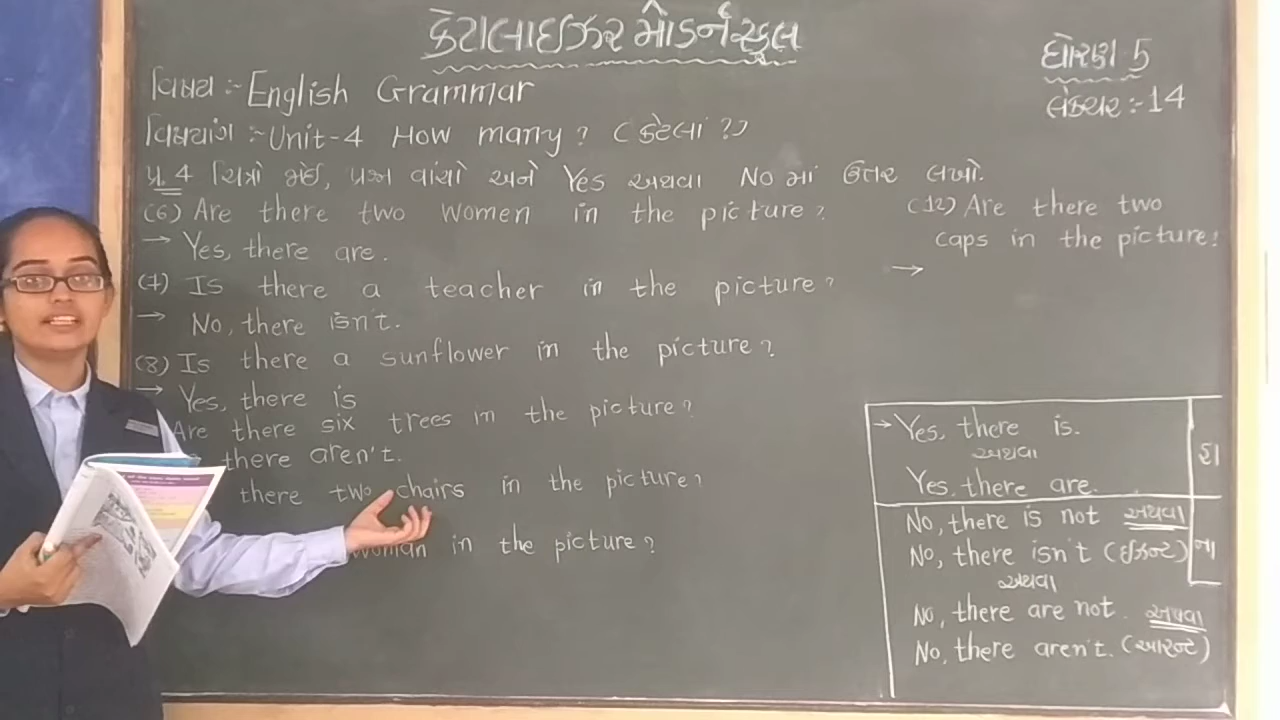 કેટાલાઇઝર મોડર્ન સ્કુલ
ધોરણ 5
વિષય :- English Grammar
લેક્ચર :- 14
વિષયાંગ :- Unit-4 How many? (કેટલાં ?)
પ્ર. 4 ચિત્રો જોઈ, પ્રશ્ન વાંચો અને Yes અથવા No માં ઉત્તર લખો.
(6) Are there two women in the picture?
→ Yes, there are.
(7) Is there a teacher in the picture?
→ No, there isn't.
(8) Is there a sunflower in the picture?
→ Yes, there is
Are there six trees in the picture?
there aren't.
there two chairs in the picture?
woman in the picture?
(12) Are there two
caps in the picture?
→
→ Yes, there is.
અથવા
Yes, there are.
હા
No, there is not અથવા
No, there isn't (ઇઝન્ટ)
ના
અથવા
No, there are not. અથવા
No, there aren't. (આરન્ટ)